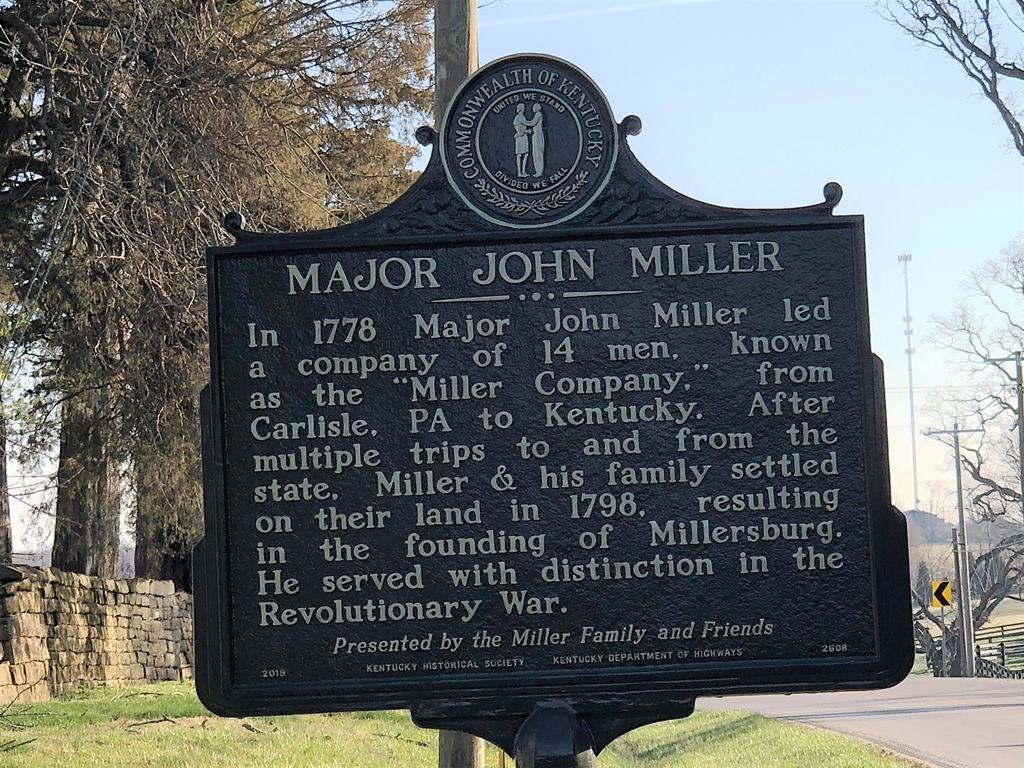 COMMONWEALTH OF KENTUCKY
UNITED WE STAND
DIVIDED WE FALL
MAJOR JOHN MILLER
In 1778 Major John Miller led
a company of 14 men, known
as the "Miller Company," from
Carlisle, PA to Kentucky. After
multiple trips to and from the
state, Miller & his family settled
on their land in 1798, resulting
in the founding of Millersburg.
He served with distinction in the
Revolutionary War.
Presented by the Miller Family and Friends
2019 KENTUCKY HISTORICAL SOCIETY KENTUCKY DEPARTMENT OF HIGHWAYS 2608